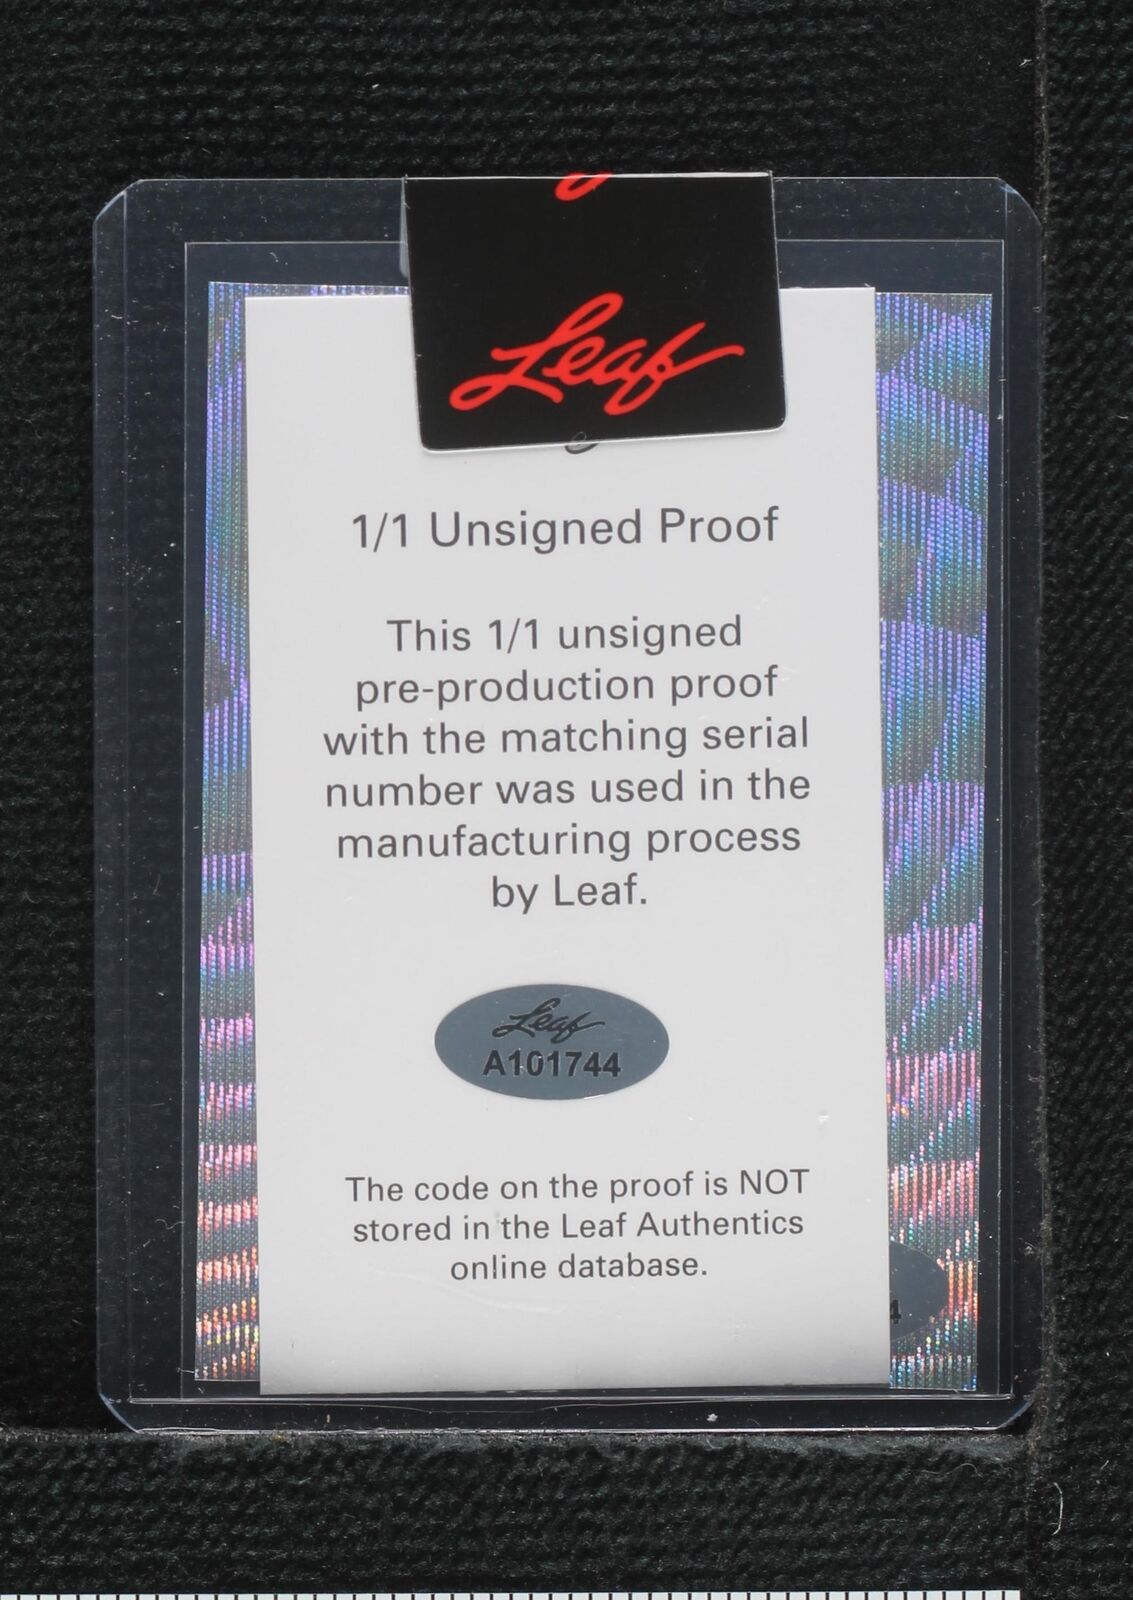 Leaf
1/1 Unsigned Proof
This 1/1 unsigned
pre-production proof
with the matching serial
number was used in the
manufacturing process
by Leaf.
Leaf
A101744
The code on the proof is NOT
stored in the Leaf Authentics
online database.
4